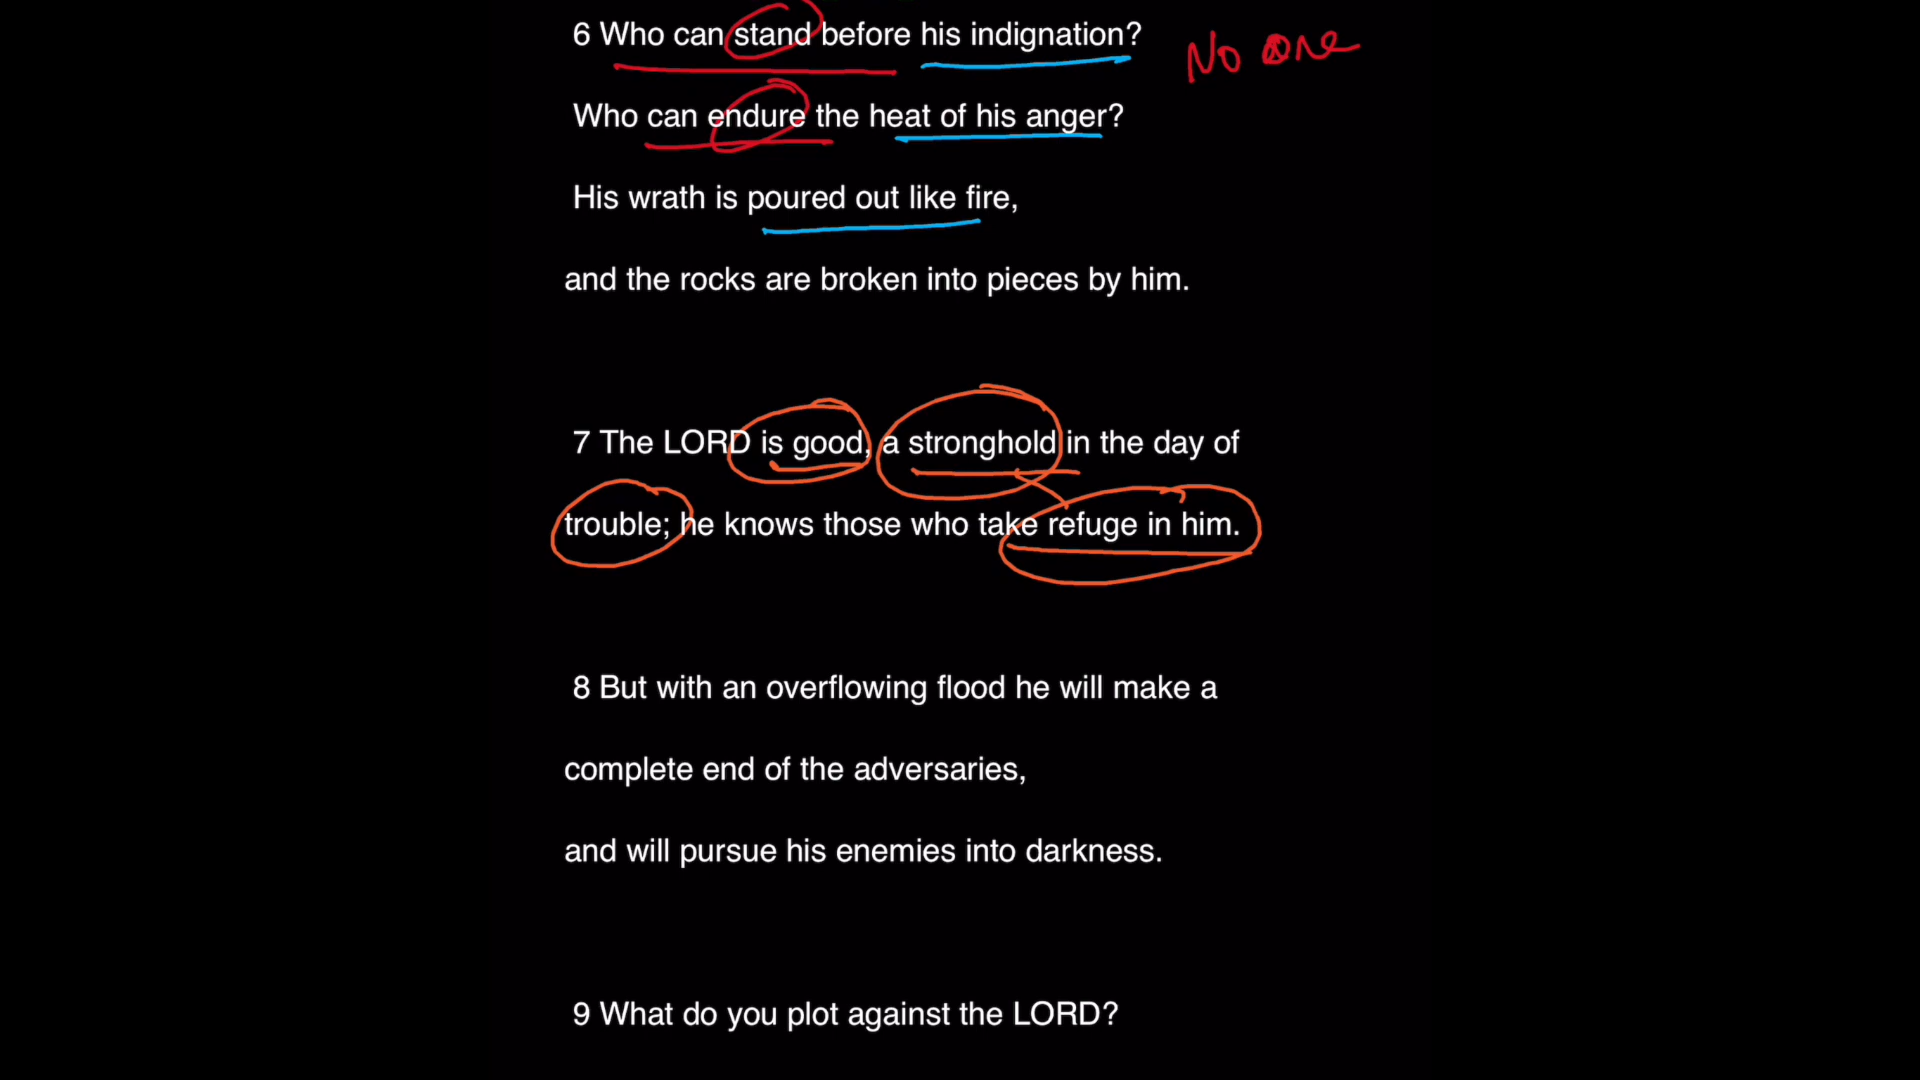 6 Who can stand before his indignation? No one
Who can endure the heat of his anger?
His wrath is poured out like fire,
and the rocks are broken into pieces by him.
7 The LORD is good, a stronghold in the day of
trouble; he knows those who take refuge in him.
8 But with an overflowing flood he will make a
complete end of the adversaries,
and will pursue his enemies into darkness.
9 What do you plot against the LORD?